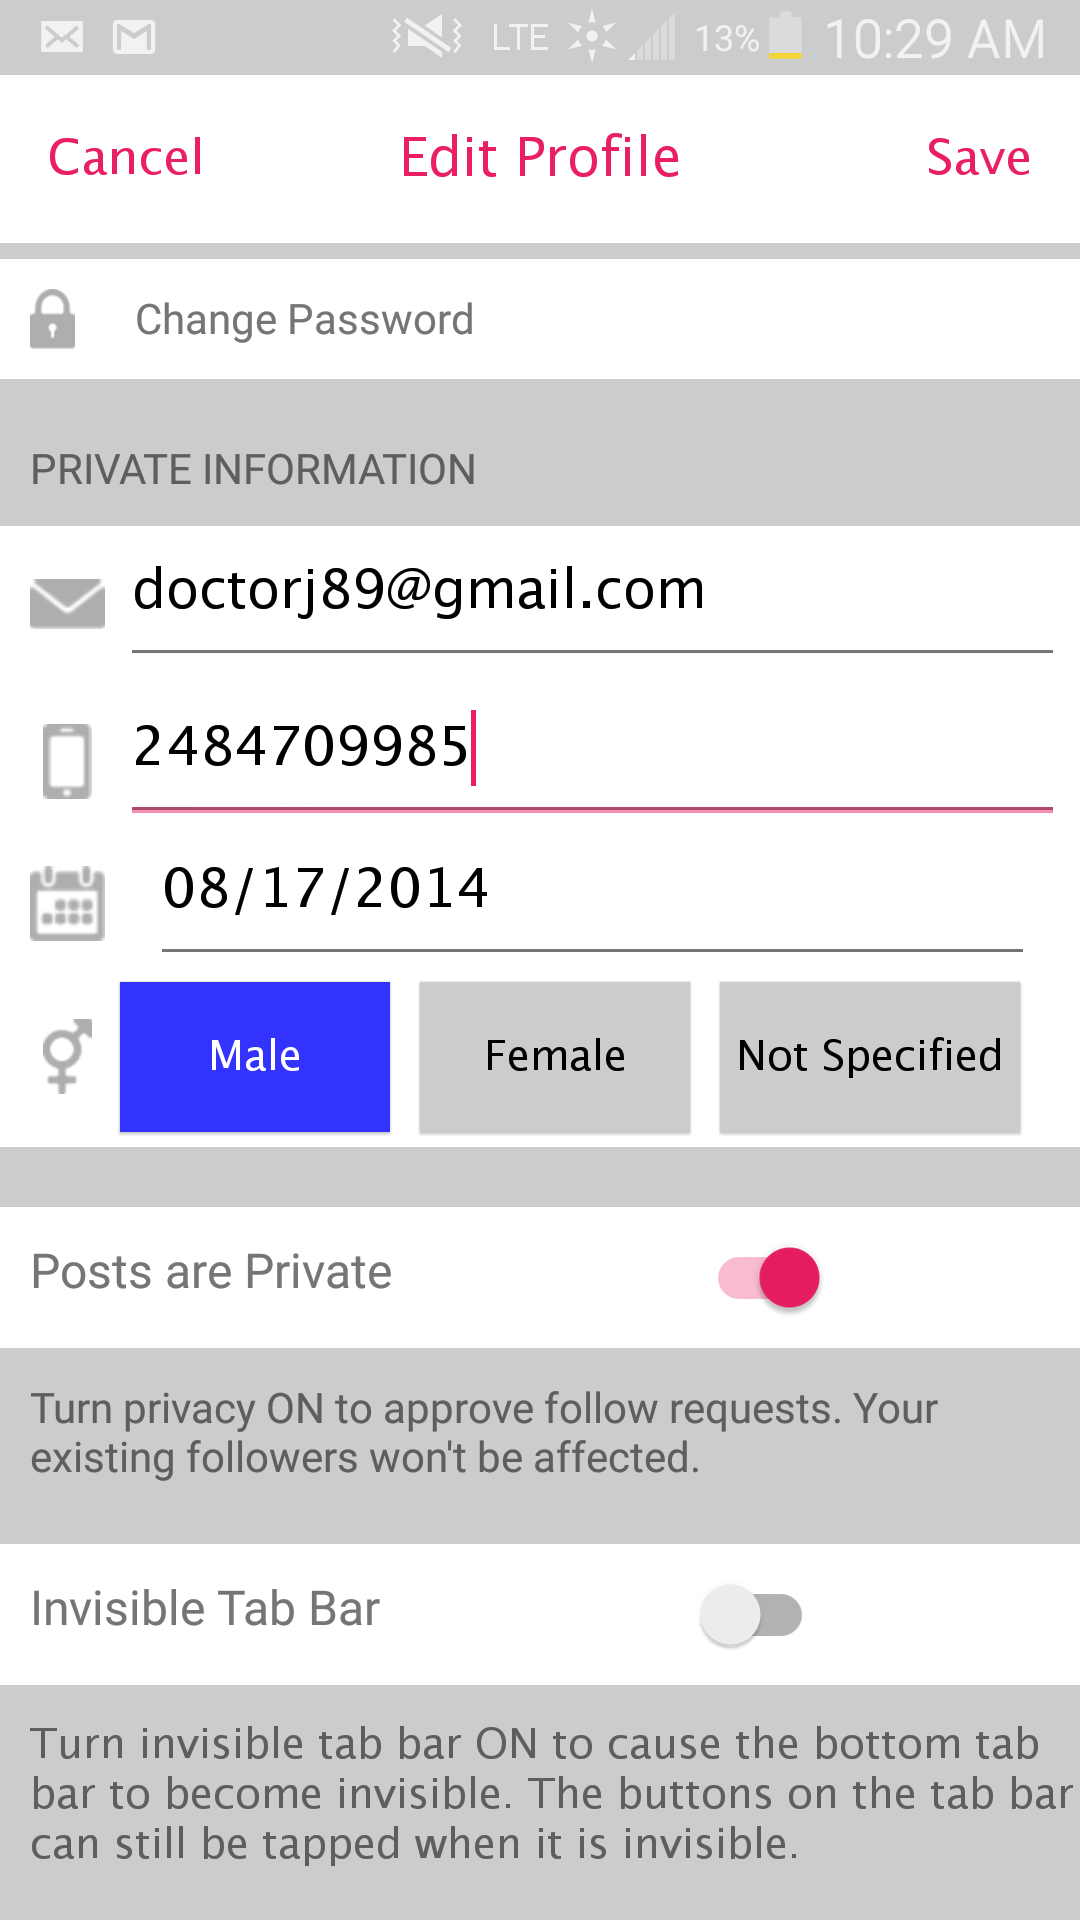 LTE 13% 10:29 AM
Cancel Edit Profile Save
Change Password
PRIVATE INFORMATION
doctorj89@gmail.com
2484709985
08/17/2014
Male Female Not Specified
Posts are Private
Turn privacy ON to approve follow requests. Your
existing followers won't be affected.
Invisible Tab Bar
Turn invisible tab bar ON to cause the bottom tab
bar to become invisible. The buttons on the tab bar
can still be tapped when it is invisible.